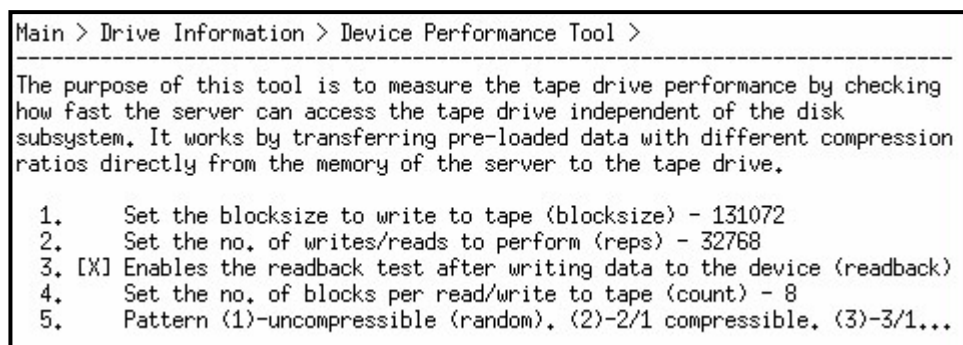 Main > Drive Information > Device Performance Tool >
--------------------------------------------------------------------------------
The purpose of this tool is to measure the tape drive performance by checking
how fast the server can access the tape drive independent of the disk
subsystem. It works by transferring pre-loaded data with different compression
ratios directly from the memory of the server to the tape drive.
1. Set the blocksize to write to tape (blocksize) - 131072
2. Set the no. of writes/reads to perform (reps) - 32768
3. [X] Enables the readback test after writing data to the device (readback)
4. Set the no. of blocks per read/write to tape (count) - 8
5. Pattern (1)-uncompressible (random). (2)-2/1 compressible. (3)-3/1...